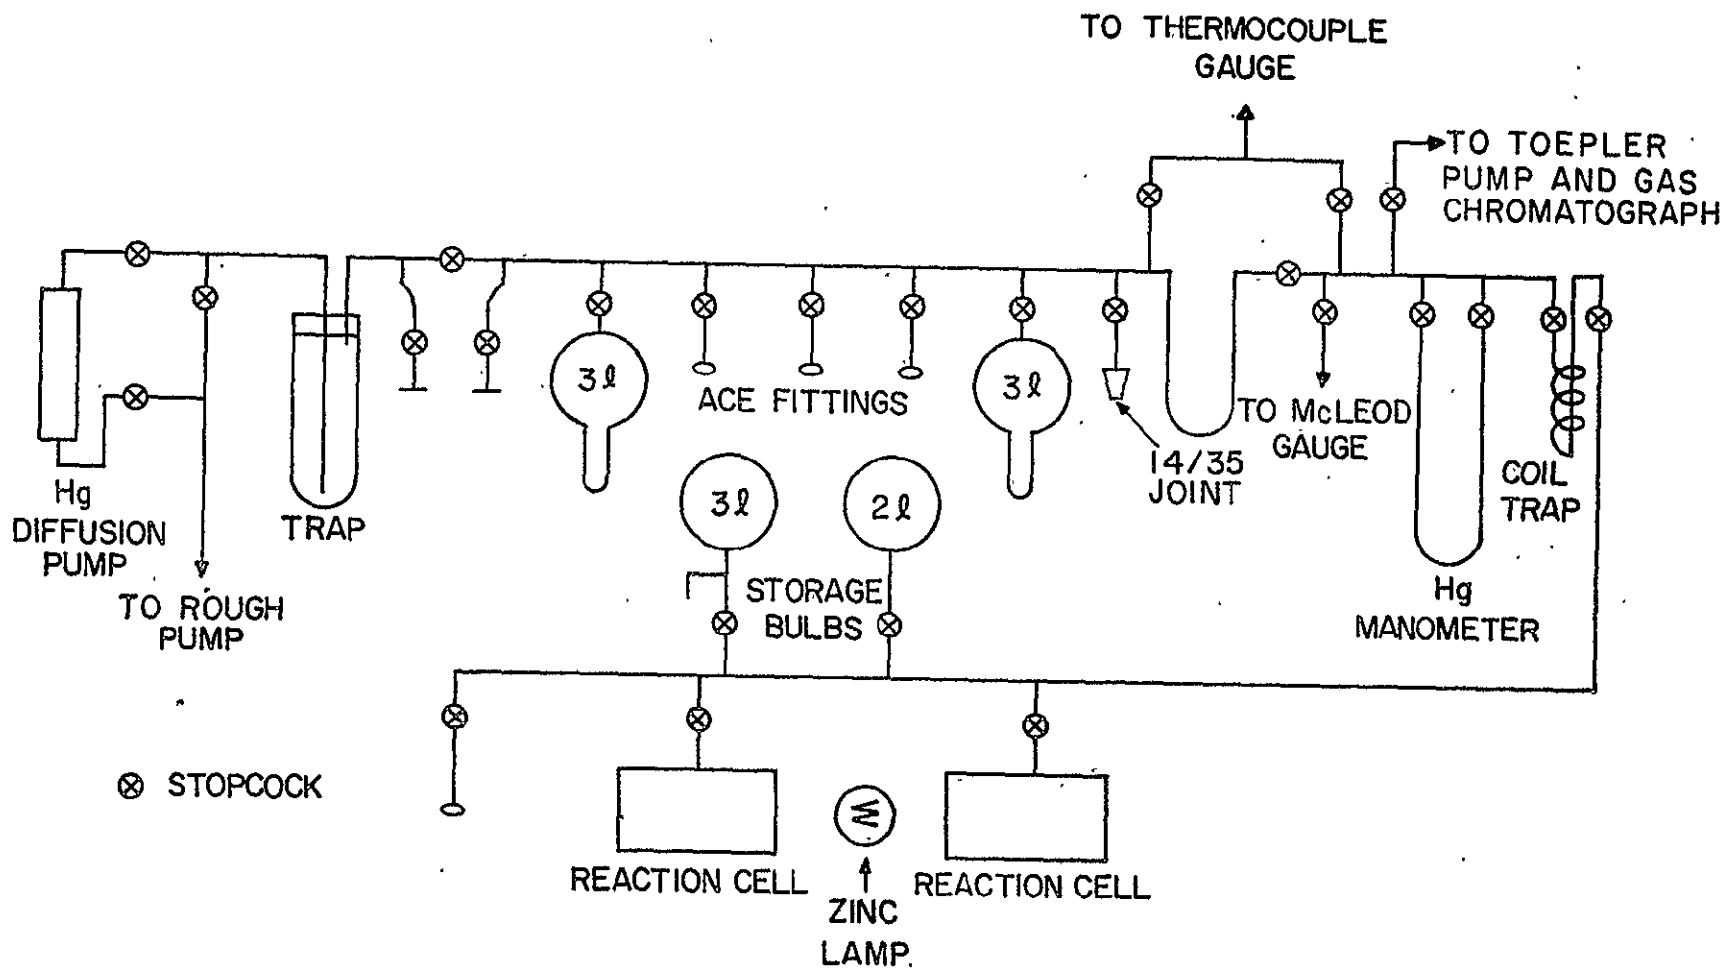 TO THERMOCOUPLE
GAUGE
TO TOEPLER
PUMP AND GAS
CHROMATOGRAPH
3ℓ
ACE FITTINGS
3ℓ
14/35
JOINT
TO McLEOD
GAUGE
COIL
TRAP
Hg
DIFFUSION
PUMP
TRAP
TO ROUGH
PUMP
3ℓ
2ℓ
STORAGE
BULBS
Hg
MANOMETER
STOPCOCK
REACTION CELL
REACTION CELL
ZINC
LAMP.